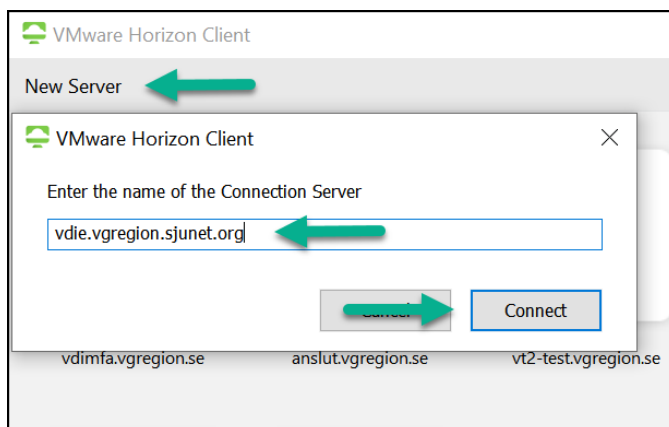 VMware Horizon Client
New Server
VMware Horizon Client
Enter the name of the Connection Server
vdie.vgregion.sjunet.org
Connect
vdimfa.vgregion.se anslut.vgregion.se vt2-test.vgregion.se